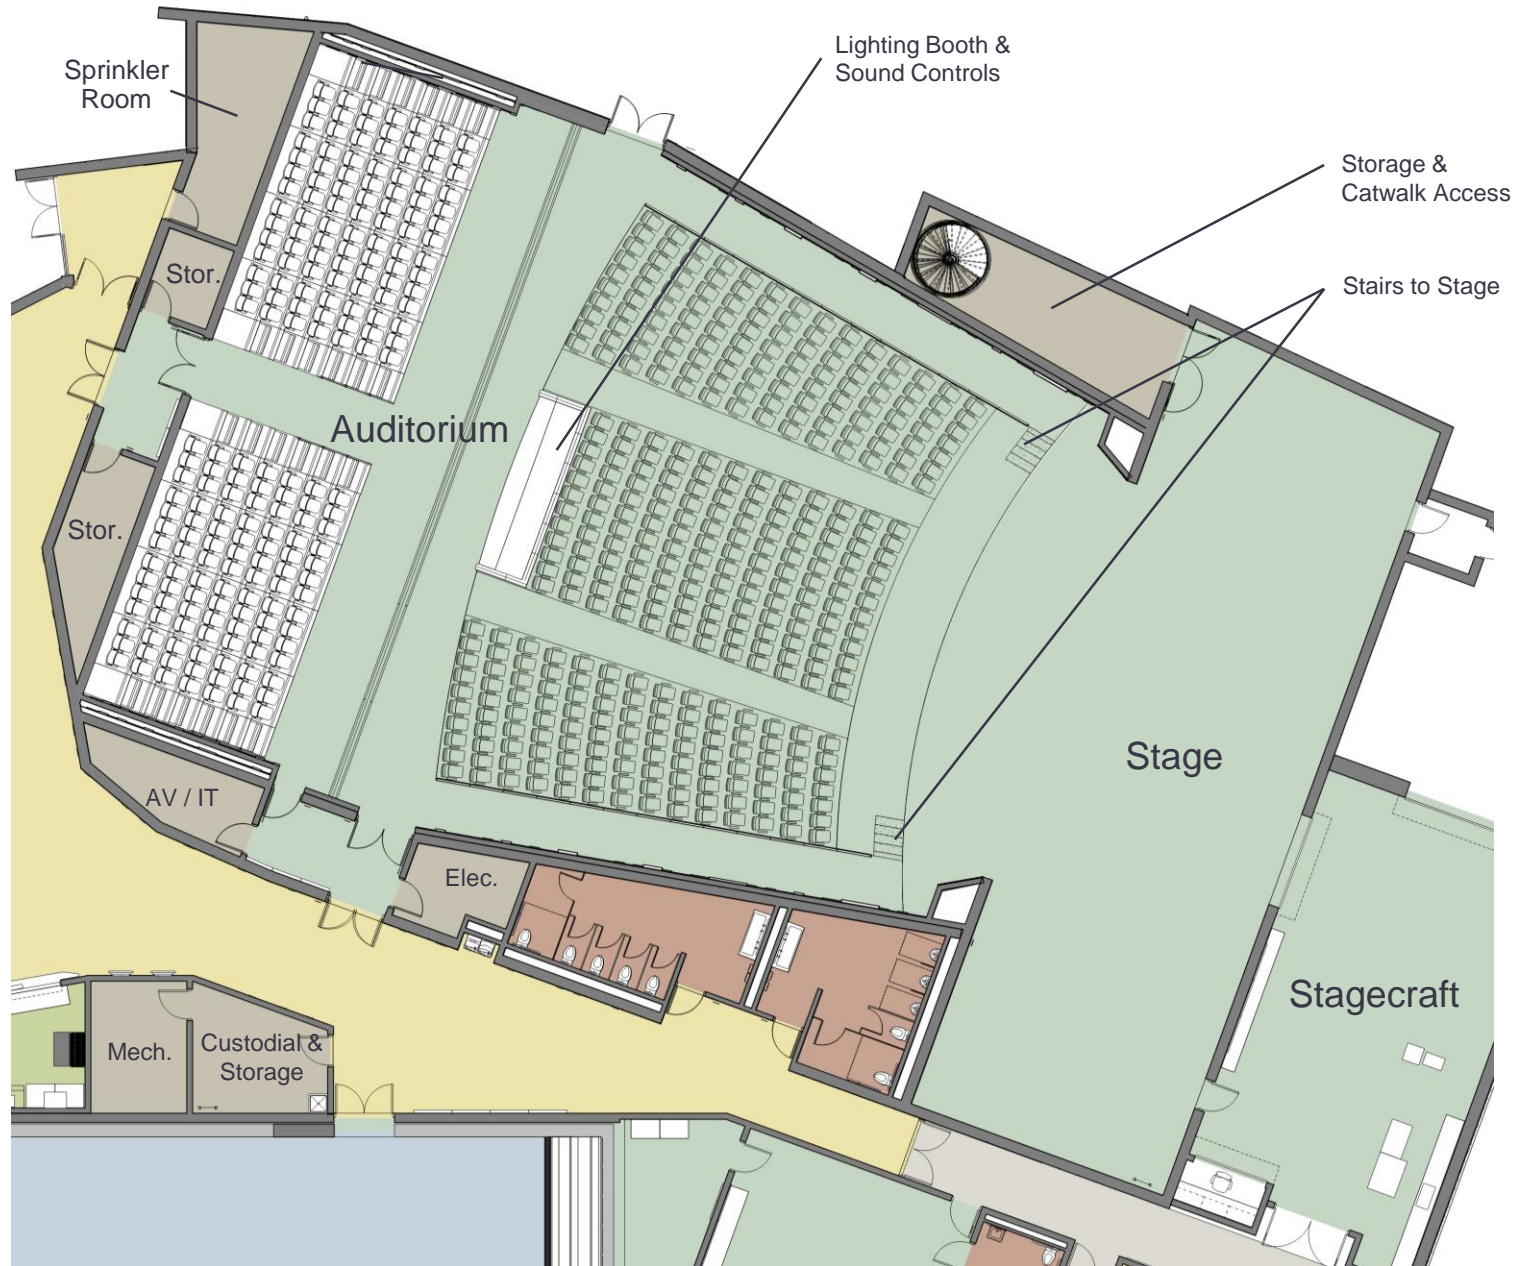 Lighting Booth &
Sound Controls
Sprinkler
Room
Storage &
Catwalk Access
Stor.
Stairs to Stage
Auditorium
Stor.
Stage
AV / IT
Elec.
Stagecraft
Mech.
Custodial &
Storage